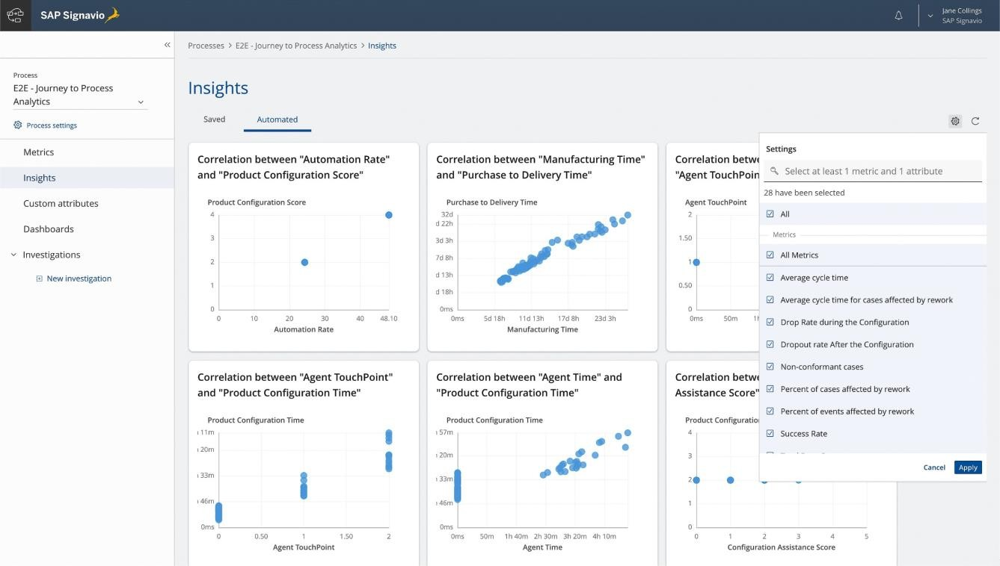 SAP Signavio
Jane Collings
SAP Signavio
Processes > E2E - Journey to Process Analytics > Insights
Process
E2E - Journey to Process
Analytics
Process settings
Metrics
Insights
Custom attributes
Dashboards
Investigations
New investigation
Insights
Saved
Automated
Correlation between "Automation Rate"
and "Product Configuration Score"
Product Configuration Score
4
3
2
1
0
0 10 20 30 40 48.10
Automation Rate
Correlation between "Manufacturing Time"
and "Purchase to Delivery Time"
Purchase to Delivery Time
32d
d 22h
3d 3h
7d 8h
d 13h
d 18h
0ms
0ms 5d 18h 11d 13h 17d 8h 23d 3h
Manufacturing Time
Correlation betwe
"Agent TouchPoin
Agent TouchPoint
2
1.50
1
0.50
0
0ms 50m
Correlation between "Agent TouchPoint"
and "Product Configuration Time"
Product Configuration Time
11m
20m
33m
46m
0ms
0 0.50 1 1.50 2
Agent TouchPoint
Correlation between "Agent Time" and
"Product Configuration Time"
Product Configuration Time
57m
20m
33m
46m
0ms
0ms 50m 1h 40m 2h 30m 3h 20m 4h 10m
Agent Time
Correlation betwe
Assistance Score"
Product Configuratio
4
3
2
1
0
0 1 2 3 4 5
Configuration Assistance Score
Settings
Select at least 1 metric and 1 attribute
28 have been selected
All
Metrics
All Metrics
Average cycle time
Average cycle time for cases affected by rework
Drop Rate during the Configuration
Dropout rate After the Configuration
Non-conformant cases
Percent of cases affected by rework
Percent of events affected by rework
Success Rate
Cancel
Apply